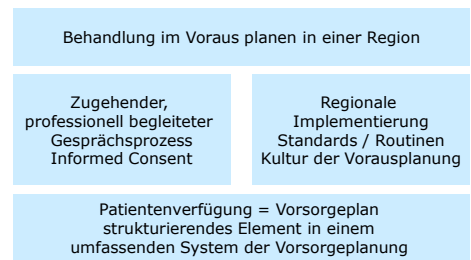 Behandlung im Voraus planen in einer Region
Zugehender,
professionell begleiteter
Gesprächsprozess
Informed Consent
Regionale
Implementierung
Standards / Routinen
Kultur der Vorausplanung
Patientenverfügung = Vorsorgeplan
strukturierendes Element in einem
umfassenden System der Vorsorgeplanung